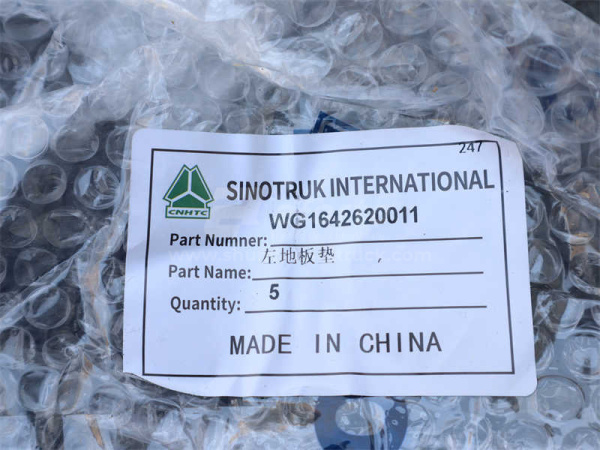 247
CNHTC
SINOTRUK INTERNATIONAL
WG1642620011
Part Numner:
左地板垫
Part Name:
5
Quantity:
MADE IN CHINA